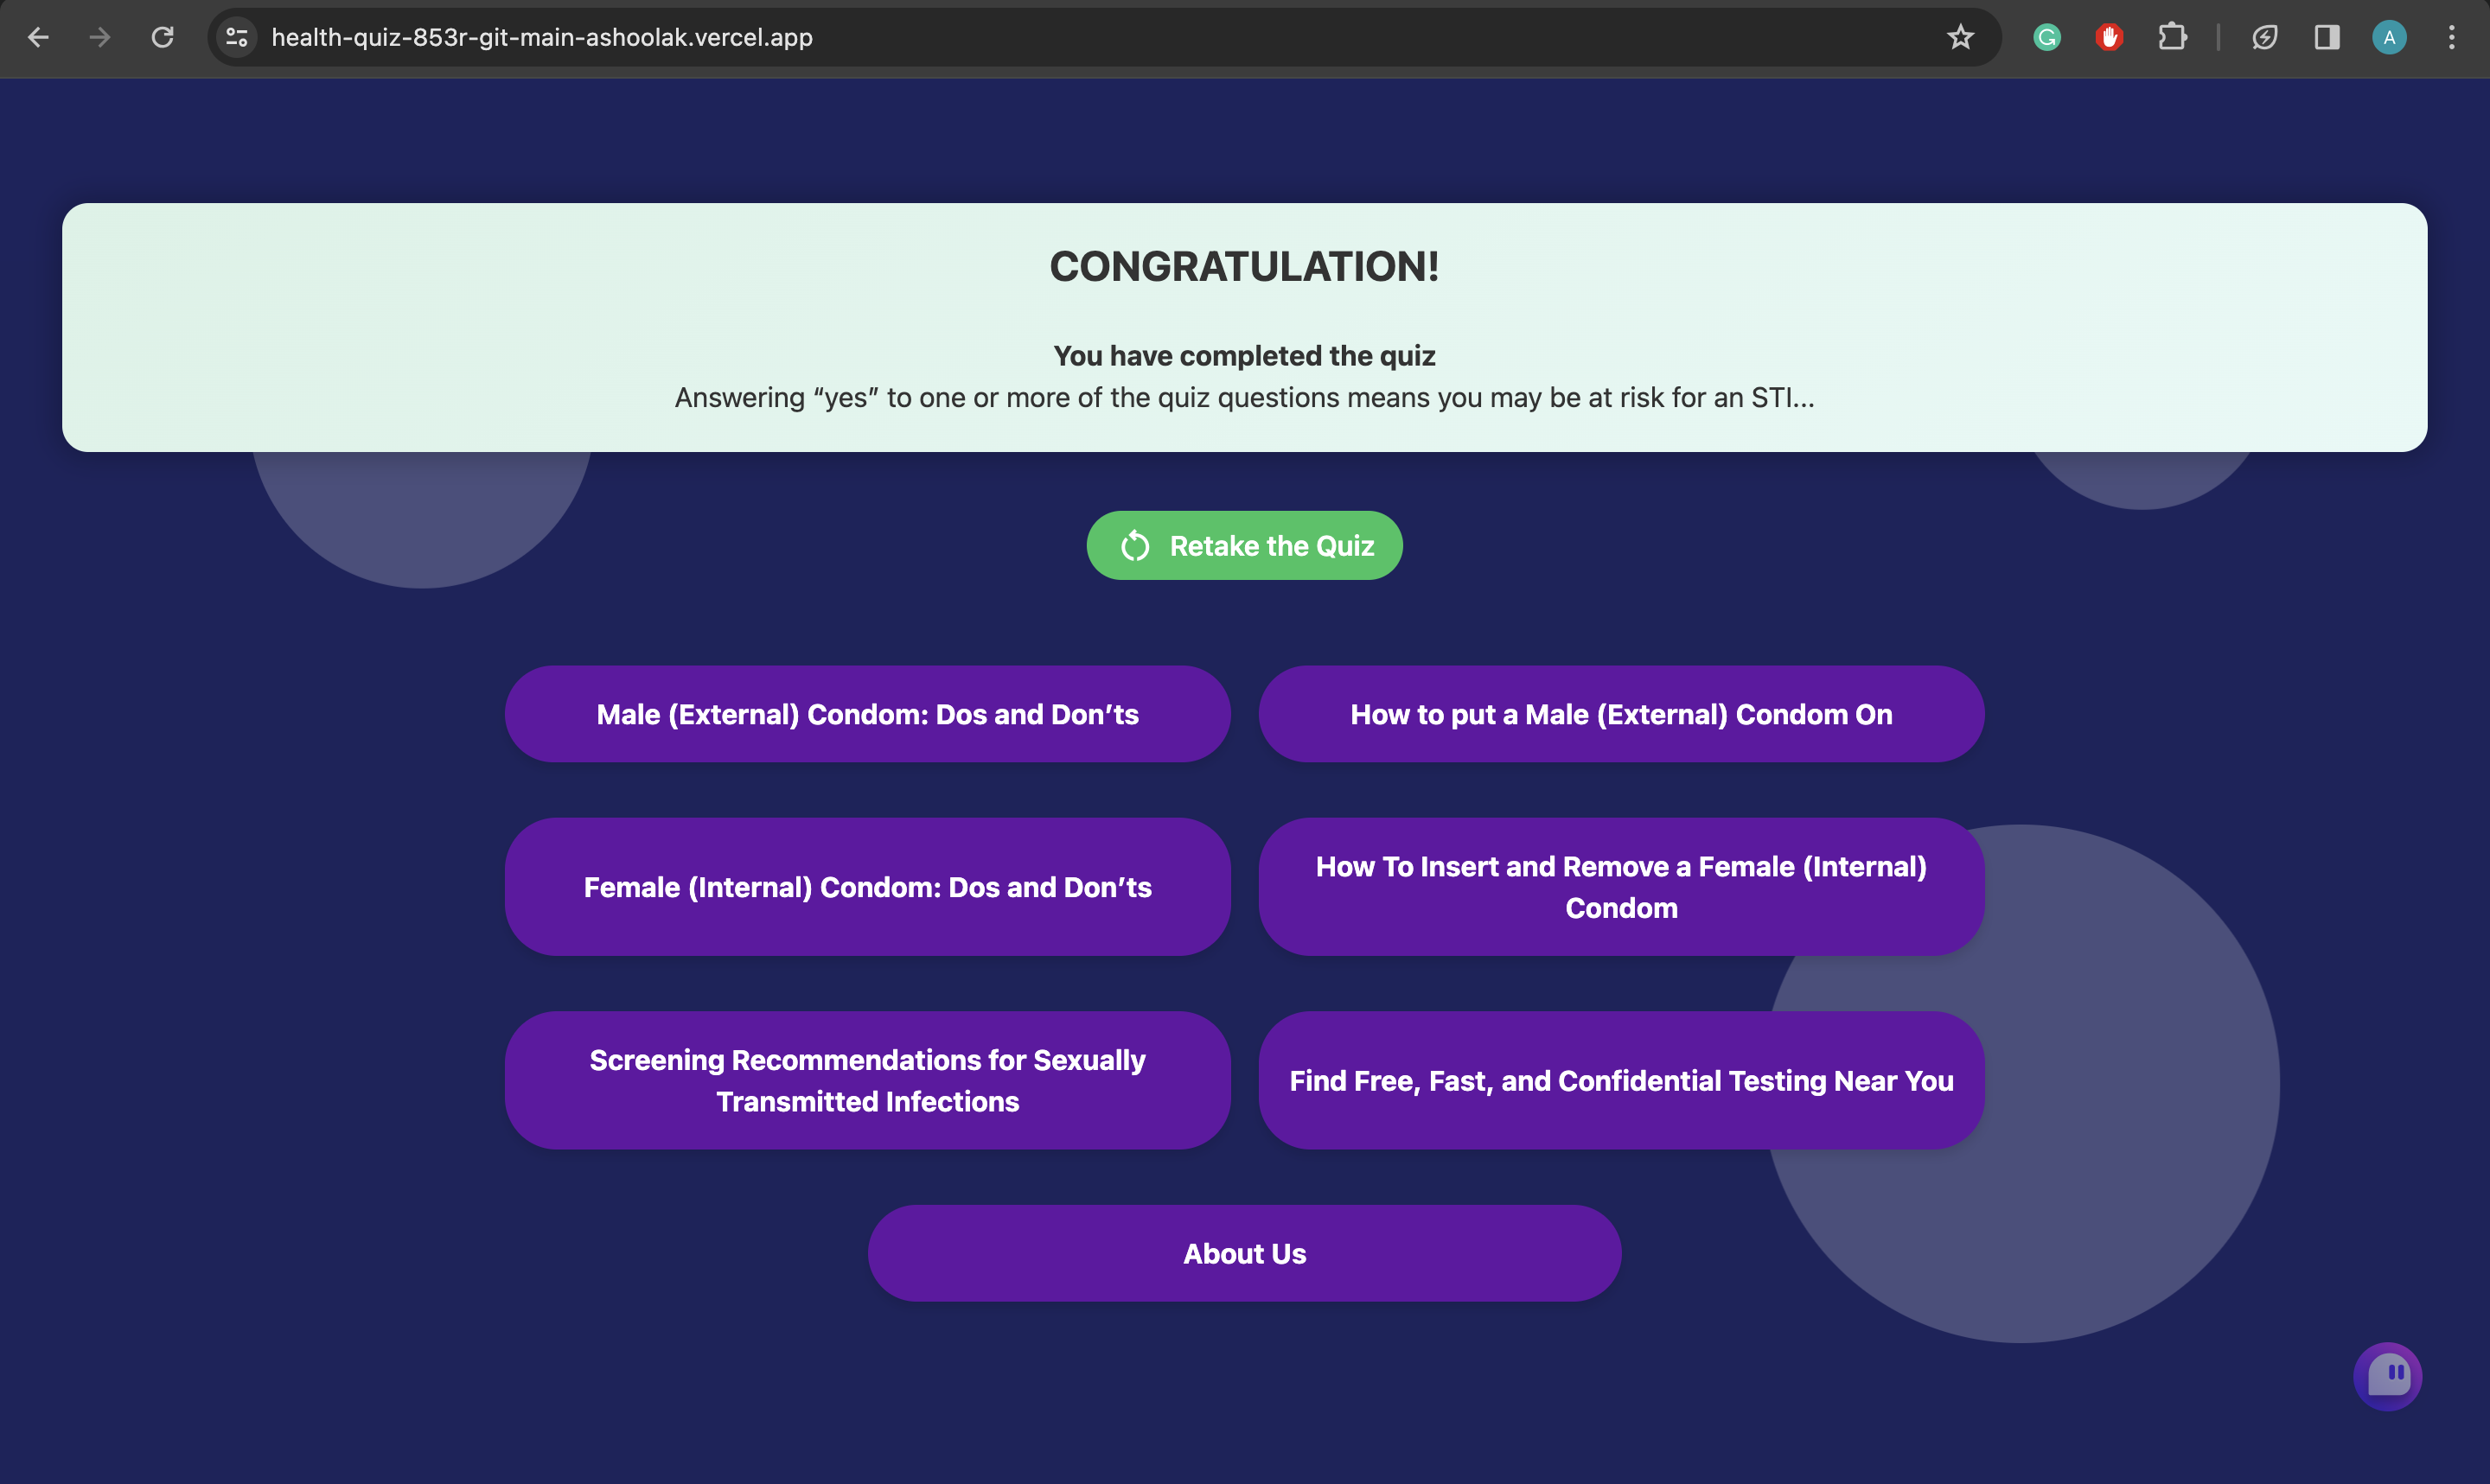 health-quiz-853r-git-main-ashoolak.vercel.app
A
CONGRATULATION!
You have completed the quiz
Answering “yes” to one or more of the quiz questions means you may be at risk for an STI...
Retake the Quiz
Male (External) Condom: Dos and Don’ts
How to put a Male (External) Condom On
Female (Internal) Condom: Dos and Don’ts
How To Insert and Remove a Female (Internal)
Condom
Screening Recommendations for Sexually
Transmitted Infections
Find Free, Fast, and Confidential Testing Near You
About Us